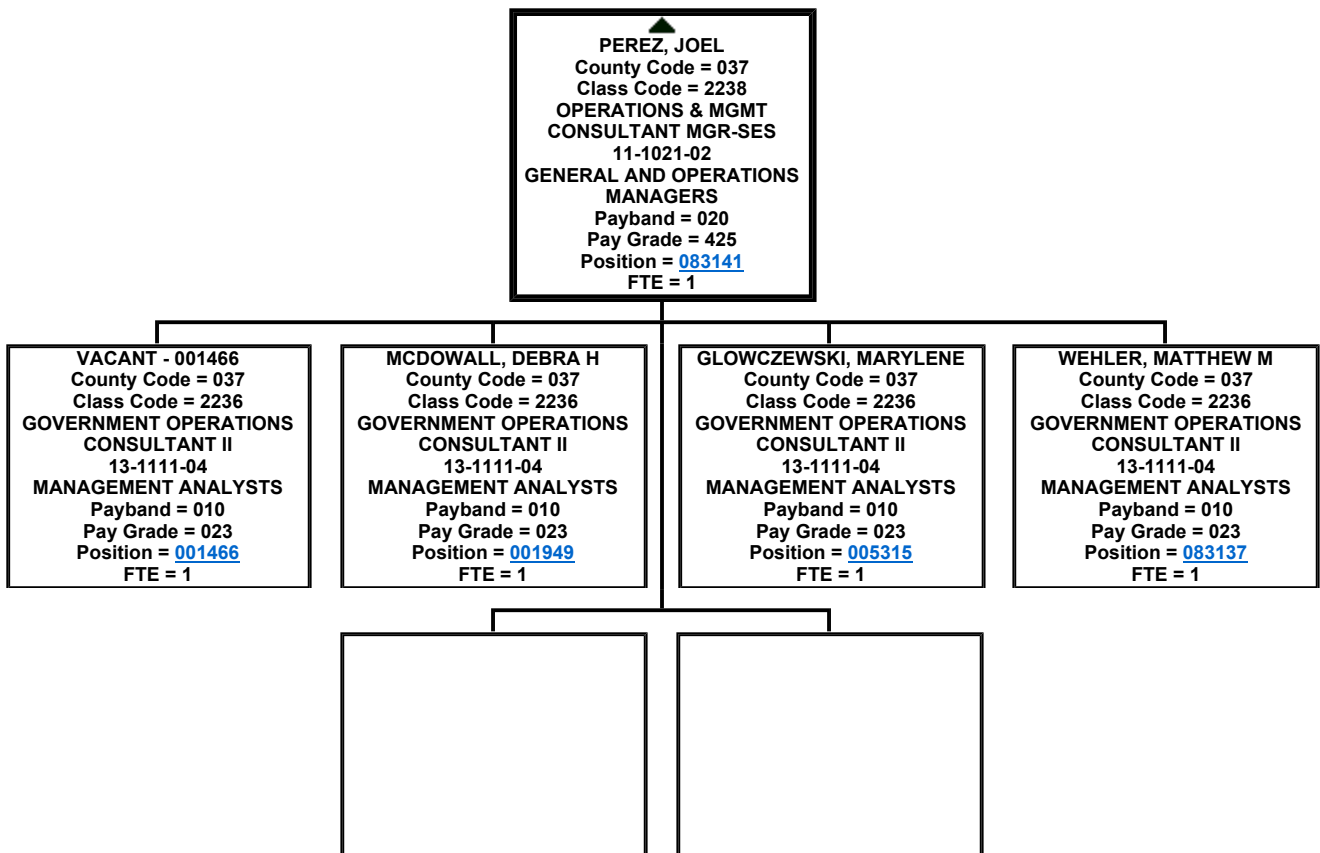 PEREZ, JOEL
County Code = 037
Class Code = 2238
OPERATIONS & MGMT
CONSULTANT MGR-SES
11-1021-02
GENERAL AND OPERATIONS
MANAGERS
Payband = 020
Pay Grade = 425
Position = 083141
FTE = 1
VACANT - 001466
County Code = 037
Class Code = 2236
GOVERNMENT OPERATIONS
CONSULTANT II
13-1111-04
MANAGEMENT ANALYSTS
Payband = 010
Pay Grade = 023
Position = 001466
FTE = 1
MCDOWALL, DEBRA H
County Code = 037
Class Code = 2236
GOVERNMENT OPERATIONS
CONSULTANT II
13-1111-04
MANAGEMENT ANALYSTS
Payband = 010
Pay Grade = 023
Position = 001949
FTE = 1
GLOWCZEWSKI, MARYLENE
County Code = 037
Class Code = 2236
GOVERNMENT OPERATIONS
CONSULTANT II
13-1111-04
MANAGEMENT ANALYSTS
Payband = 010
Pay Grade = 023
Position = 005315
FTE = 1
WEHLER, MATTHEW M
County Code = 037
Class Code = 2236
GOVERNMENT OPERATIONS
CONSULTANT II
13-1111-04
MANAGEMENT ANALYSTS
Payband = 010
Pay Grade = 023
Position = 083137
FTE = 1